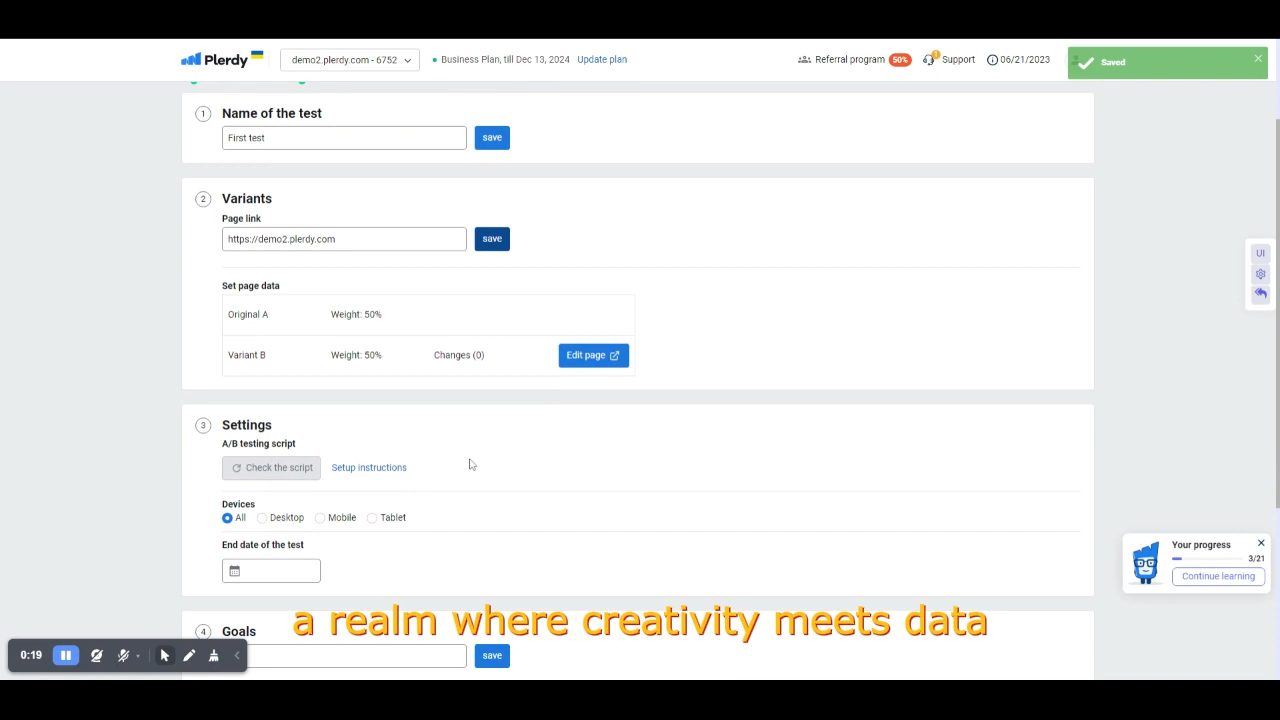 Plerdy
demo2.plerdy.com - 6752
Business Plan, till Dec 13, 2024 Update plan
Referral program 50%
1
Support
06/21/2023
Saved
1 Name of the test
First test
save
2 Variants
Page link
https://demo2.plerdy.com
save
Set page data
Original A Weight: 50%
Variant B Weight: 50% Changes (0) Edit page
3 Settings
A/B testing script
Check the script Setup instructions
Devices
All Desktop Mobile Tablet
End date of the test
4 Goals
save
UI
Your progress
3/21
Continue learning
a realm where creativity meets data
0:19